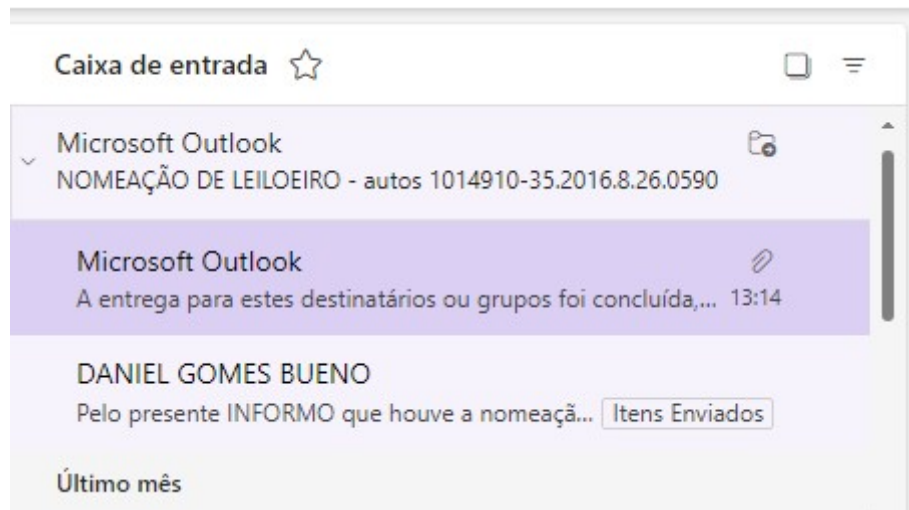 Caixa de entrada
Microsoft Outlook
NOMEAÇÃO DE LEILOEIRO - autos 1014910-35.2016.8.26.0590
Microsoft Outlook
A entrega para estes destinatários ou grupos foi concluída,... 13:14
DANIEL GOMES BUENO
Pelo presente INFORMO que houve a nomeaçã... Itens Enviados
Último mês